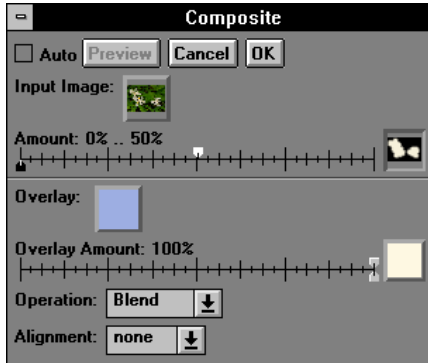 Composite
Auto Preview Cancel OK
Input Image:
Amount: 0% .. 50%
Overlay:
Overlay Amount: 100%
Operation: Blend
Alignment: none